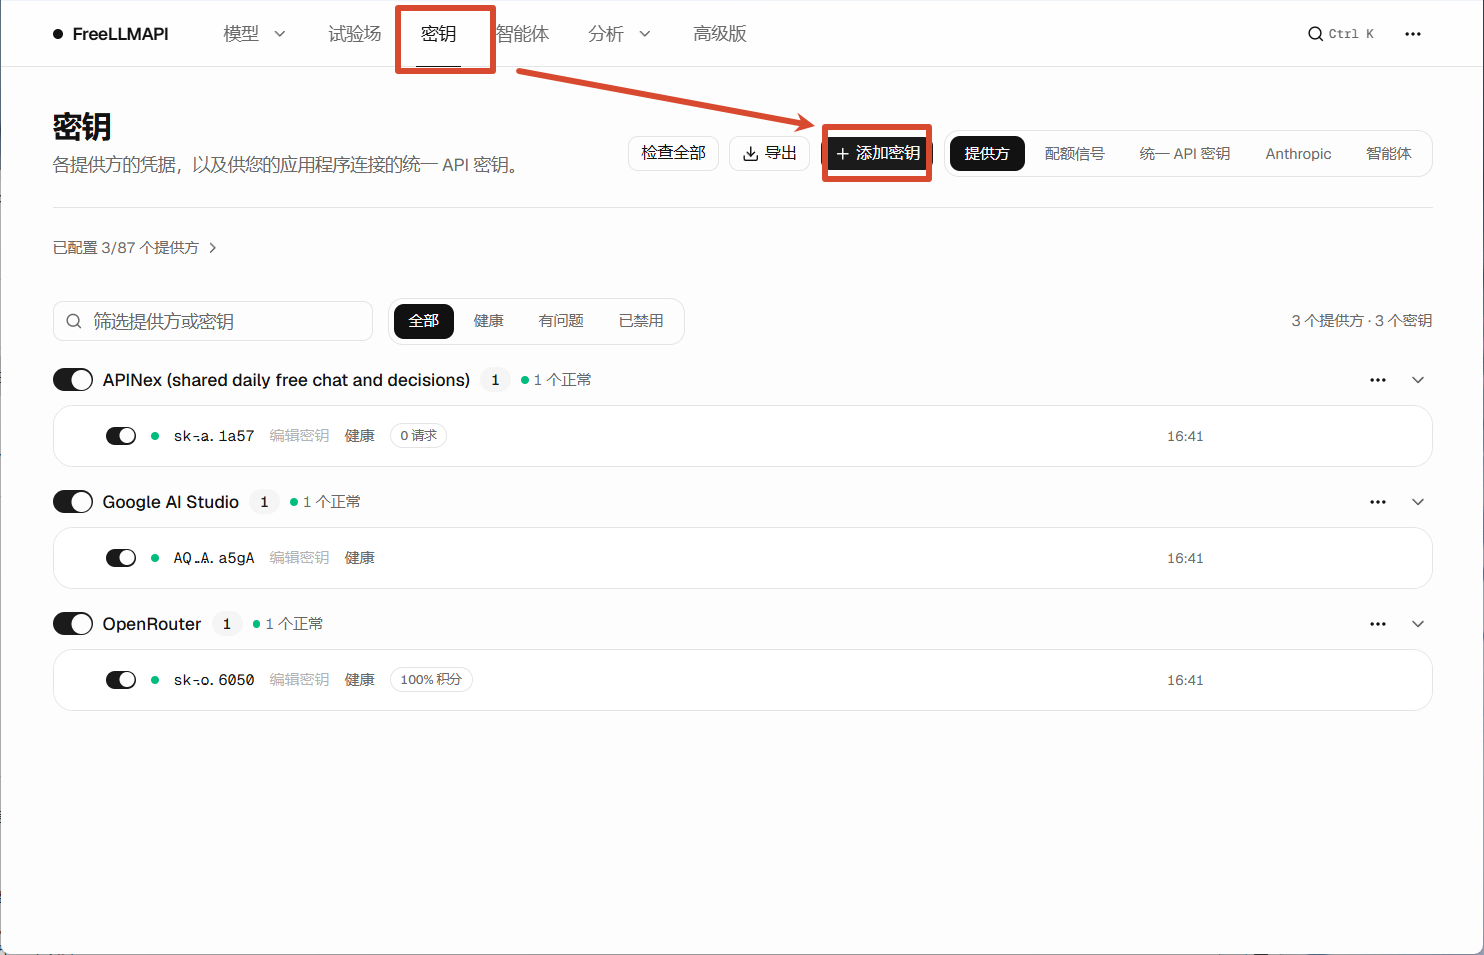 FreeLLMAPI 模型 试验场 密钥 智能体 分析 高级版 Ctrl K
密钥
各提供方的凭据，以及供您的应用程序连接的统一 API 密钥。
检查全部 导出 + 添加密钥 提供方 配额信号 统一 API 密钥 Anthropic 智能体
已配置 3/87 个提供方
筛选提供方或密钥 全部 健康 有问题 已禁用 3 个提供方 · 3 个密钥
APINex (shared daily free chat and decisions) 1 1 个正常
sk-a. 1a57 编辑密钥 健康 0 请求 16:41
Google AI Studio 1 1 个正常
AQ.A. a5gA 编辑密钥 健康 16:41
OpenRouter 1 1 个正常
sk-o. 6050 编辑密钥 健康 100% 积分 16:41